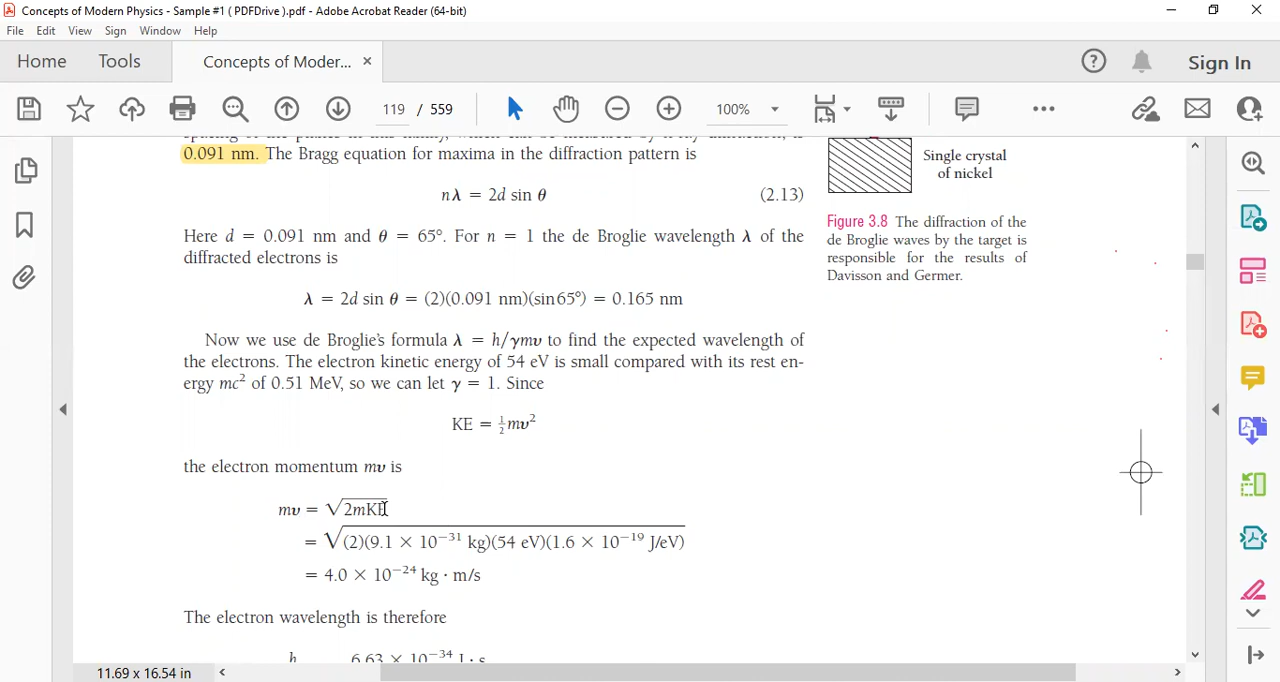 Concepts of Modern Physics - Sample #1 ( PDFDrive ).pdf - Adobe Acrobat Reader (64-bit)
File Edit View Sign Window Help
Home Tools Concepts of Moder... × Sign In
119 / 559 100%
0.091 nm. The Bragg equation for maxima in the diffraction pattern is
nλ = 2d sin θ (2.13)
Here d = 0.091 nm and θ = 65°. For n = 1 the de Broglie wavelength λ of the
diffracted electrons is
λ = 2d sin θ = (2)(0.091 nm)(sin65°) = 0.165 nm
Now we use de Broglie's formula λ = h/γmυ to find the expected wavelength of
the electrons. The electron kinetic energy of 54 eV is small compared with its rest en-
ergy mc² of 0.51 MeV, so we can let γ = 1. Since
KE = ½mυ²
the electron momentum mυ is
mυ = √2mKE
= √(2)(9.1 × 10⁻³¹ kg)(54 eV)(1.6 × 10⁻¹⁹ J/eV)
= 4.0 × 10⁻²⁴ kg · m/s
The electron wavelength is therefore
h 6.63 × 10⁻³⁴ J · s
Single crystal
of nickel
Figure 3.8 The diffraction of the
de Broglie waves by the target is
responsible for the results of
Davisson and Germer.
11.69 x 16.54 in